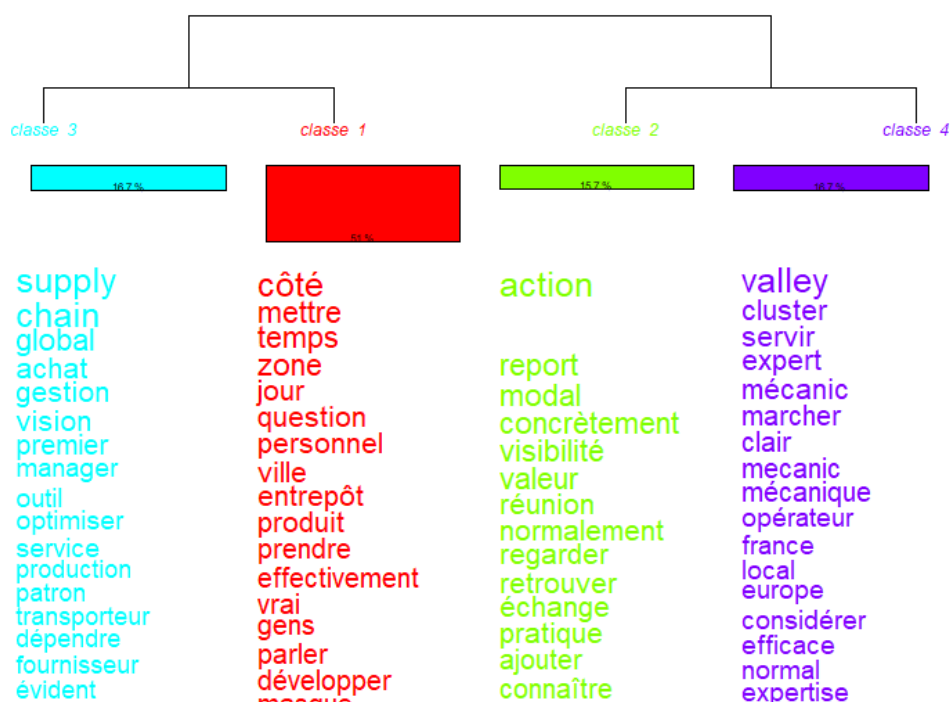 classe 3
classe 1
classe 2
classe 4
16.7 %
51 %
15.7 %
16.7 %
supply
chain
global
achat
gestion
vision
premier
manager
outil
optimiser
service
production
patron
transporteur
dépendre
fournisseur
évident
côté
mettre
temps
zone
jour
question
personnel
ville
entrepôt
produit
prendre
effectivement
vrai
gens
parler
développer
action
report
modal
concrètement
visibilité
valeur
réunion
normalement
regarder
retrouver
échange
pratique
ajouter
connaître
valley
cluster
servir
expert
mécanic
marcher
clair
mecanic
mécanique
opérateur
france
local
europe
considérer
efficace
normal
expertise